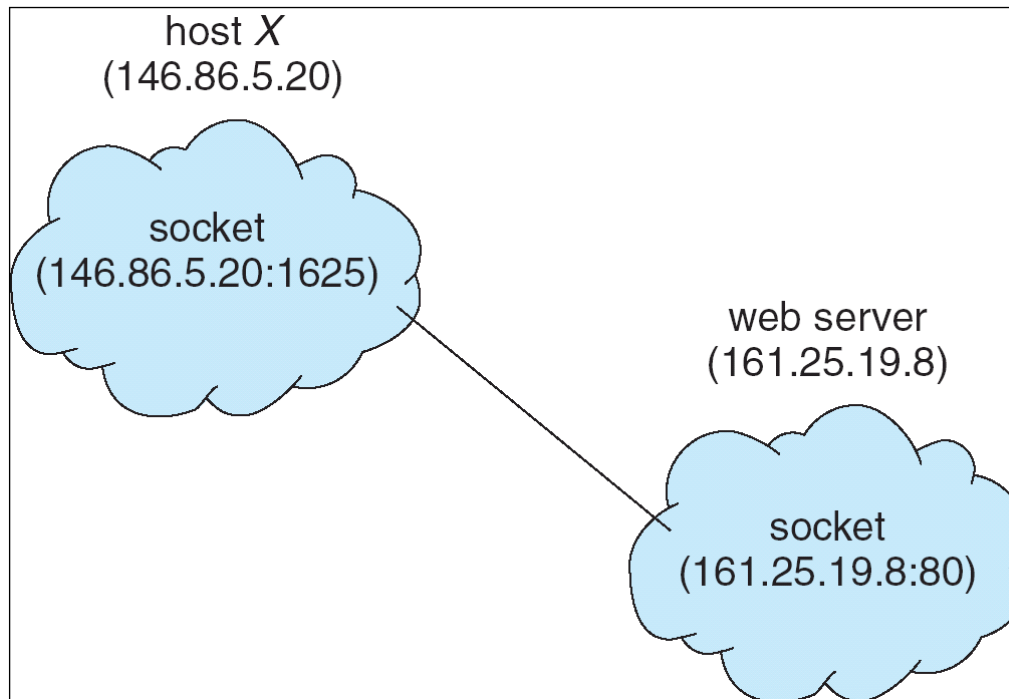 host X
(146.86.5.20)
socket
(146.86.5.20:1625)
web server
(161.25.19.8)
socket
(161.25.19.8:80)